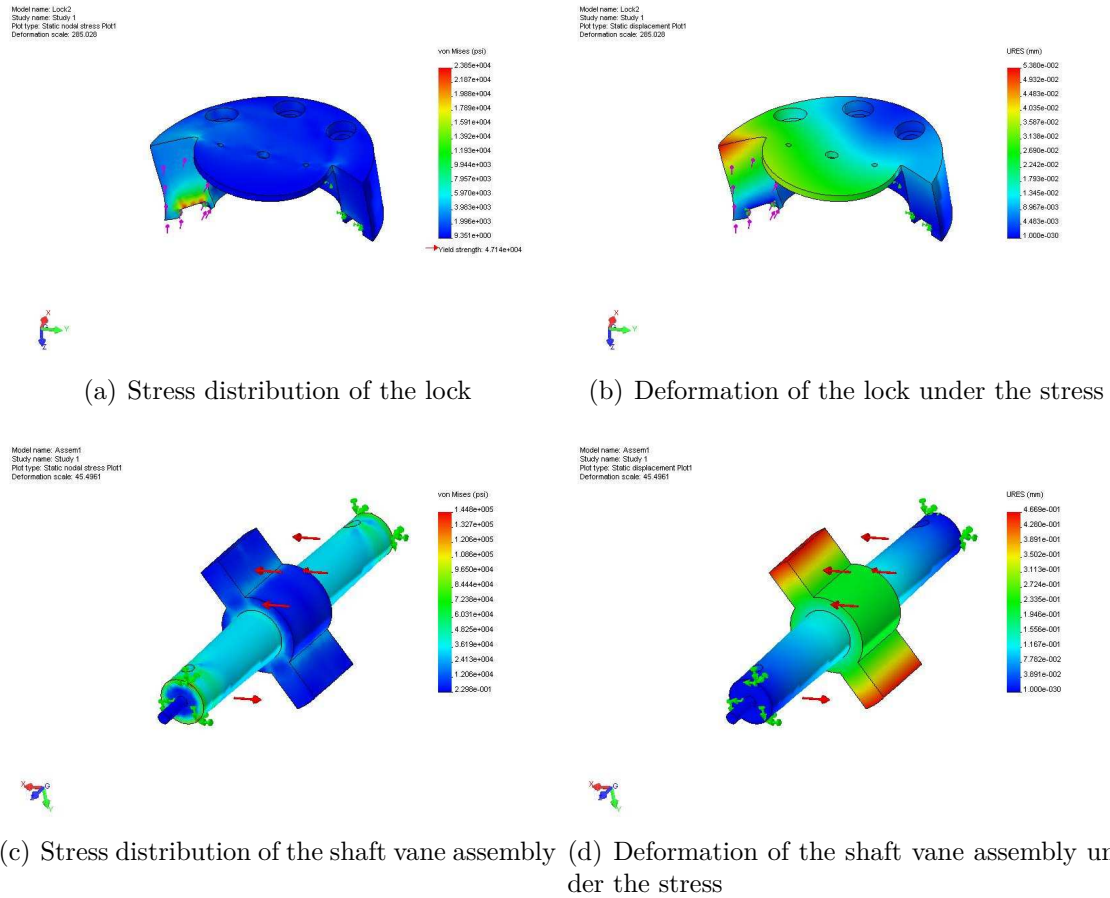 Model name: Lock2
Study name: Study 1
Plot type: Static nodal stress Plot1
Deformation scale: 285.028
von Mises (psi)
2.385e+004
2.187e+004
1.988e+004
1.789e+004
1.591e+004
1.392e+004
1.193e+004
9.944e+003
7.957e+003
5.970e+003
3.983e+003
1.996e+003
9.351e+000
Yield strength: 4.714e+004
X
Y
Z
(a) Stress distribution of the lock
Model name: Lock2
Study name: Study 1
Plot type: Static displacement Plot1
Deformation scale: 285.028
URES (mm)
5.380e-002
4.932e-002
4.483e-002
4.035e-002
3.587e-002
3.138e-002
2.690e-002
2.242e-002
1.793e-002
1.345e-002
8.967e-003
4.483e-003
1.000e-030
X
Y
Z
(b) Deformation of the lock under the stress
Model name: Assem1
Study name: Study 1
Plot type: Static nodal stress Plot1
Deformation scale: 45.4961
von Mises (psi)
1.448e+005
1.327e+005
1.206e+005
1.086e+005
9.650e+004
8.444e+004
7.238e+004
6.031e+004
4.825e+004
3.619e+004
2.413e+004
1.206e+004
2.298e-001
X
Y
(c) Stress distribution of the shaft vane assembly
Model name: Assem1
Study name: Study 1
Plot type: Static displacement Plot1
Deformation scale: 45.4961
URES (mm)
4.669e-001
4.280e-001
3.891e-001
3.502e-001
3.113e-001
2.724e-001
2.335e-001
1.946e-001
1.556e-001
1.167e-001
7.782e-002
3.891e-002
1.000e-030
X
Y
(d) Deformation of the shaft vane assembly un
der the stress